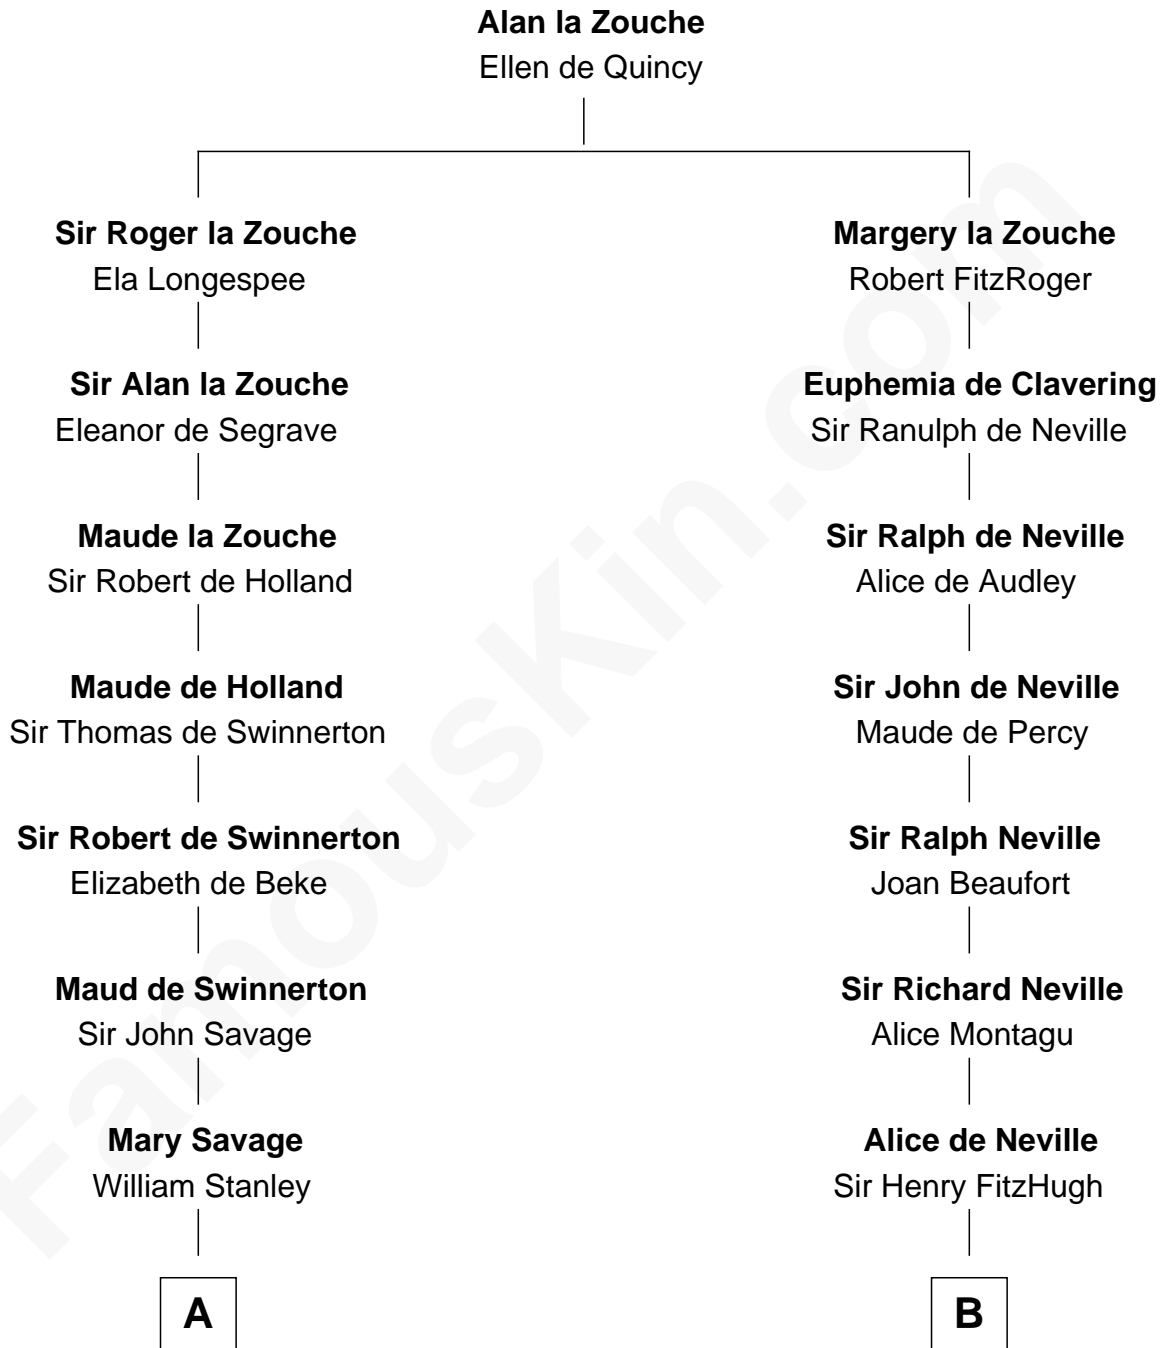 Alan la Zouche
Ellen de Quincy
Sir Roger la Zouche
Ela Longespee
Margery la Zouche
Robert FitzRoger
Sir Alan la Zouche
Eleanor de Segrave
Euphemia de Clavering
Sir Ranulph de Neville
Maude la Zouche
Sir Robert de Holland
Sir Ralph de Neville
Alice de Audley
Maude de Holland
Sir Thomas de Swinnerton
Sir John de Neville
Maude de Percy
Sir Robert de Swinnerton
Elizabeth de Beke
Sir Ralph Neville
Joan Beaufort
Maud de Swinnerton
Sir John Savage
Sir Richard Neville
Alice Montagu
Mary Savage
William Stanley
Alice de Neville
Sir Henry FitzHugh
A
B
FamousKin.com